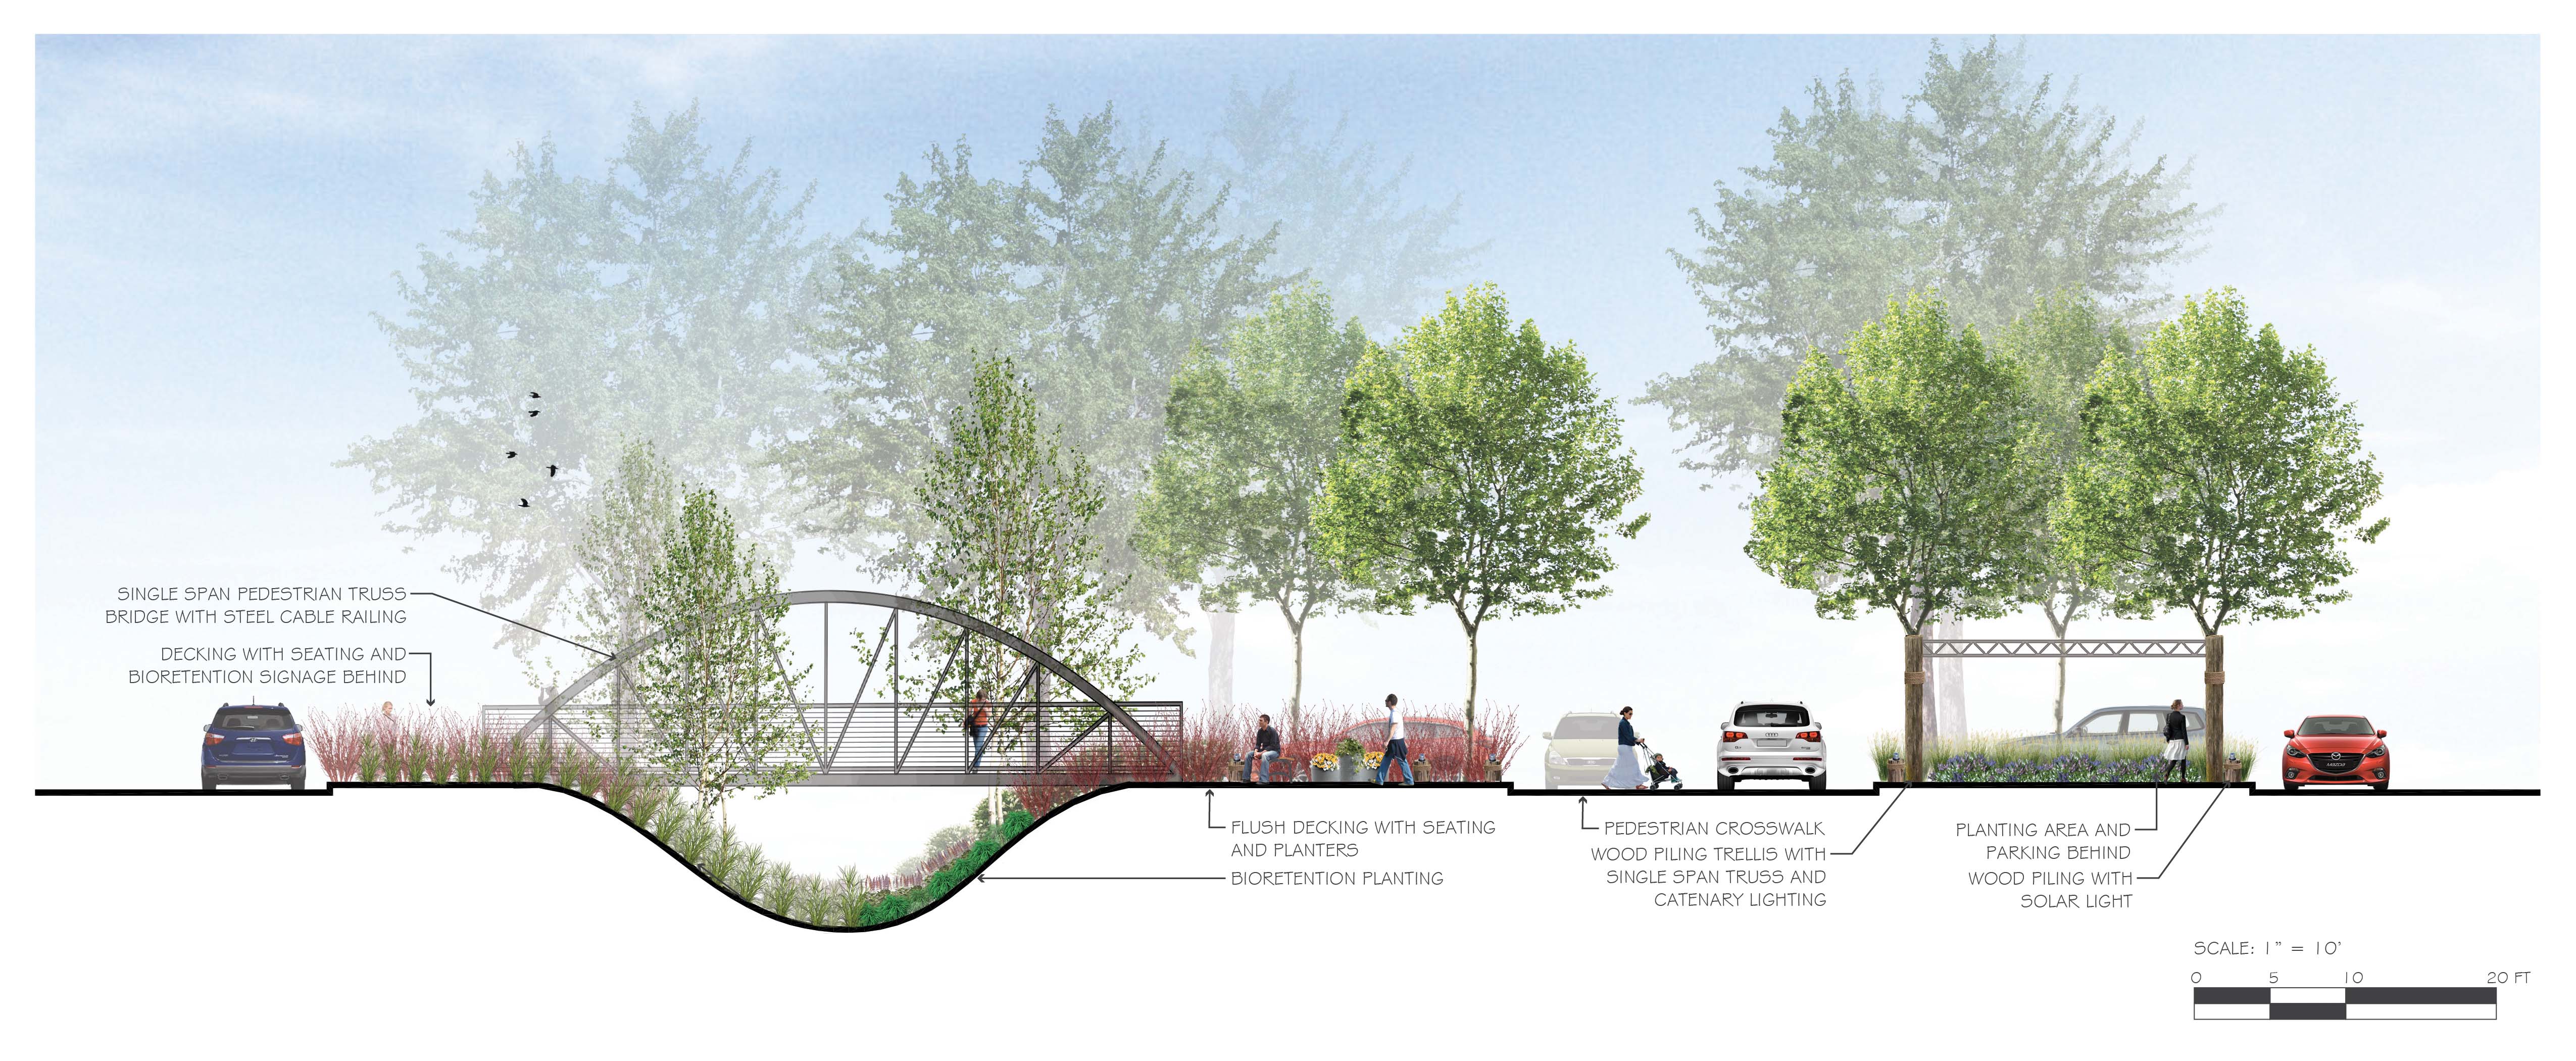 SINGLE SPAN PEDESTRIAN TRUSS
BRIDGE WITH STEEL CABLE RAILING
DECKING WITH SEATING AND
BIORETENTION SIGNAGE BEHIND
FLUSH DECKING WITH SEATING
AND PLANTERS
BIORETENTION PLANTING
PEDESTRIAN CROSSWALK
WOOD PILING TRELLIS WITH
SINGLE SPAN TRUSS AND
CATENARY LIGHTING
PLANTING AREA AND
PARKING BEHIND
WOOD PILING WITH
SOLAR LIGHT
SCALE: 1" = 10'
0 5 10 20 FT